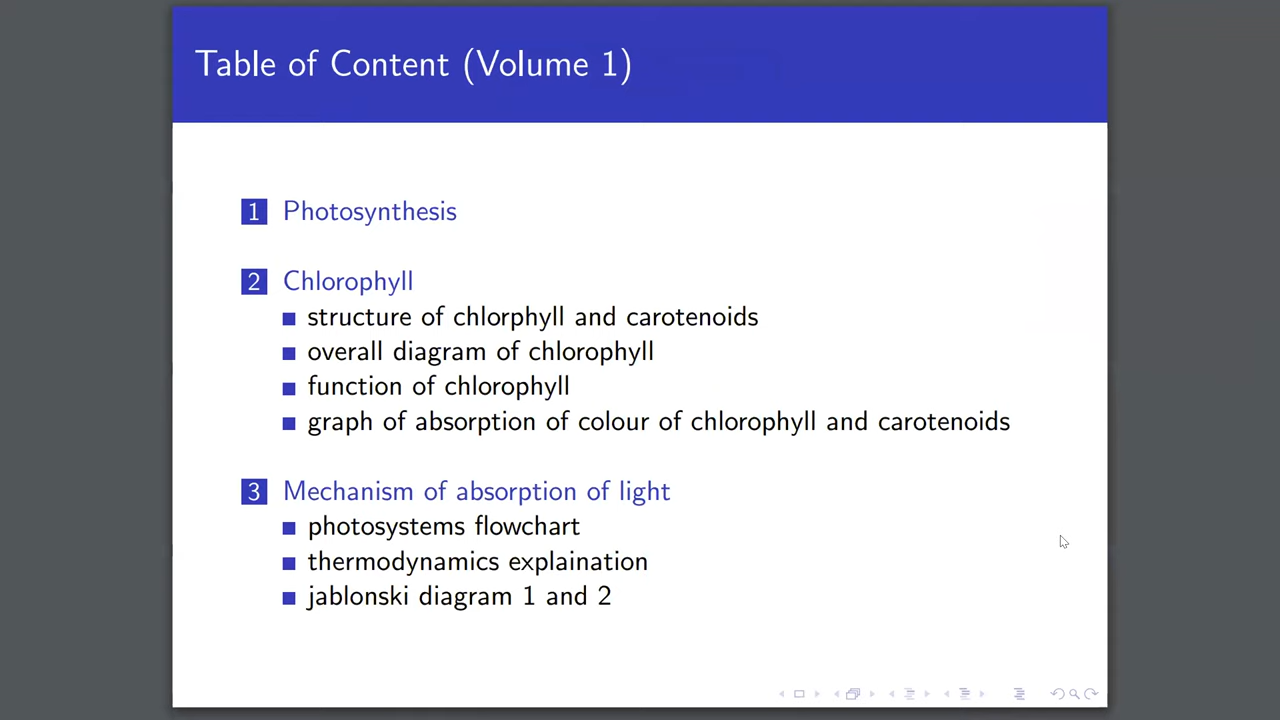 Table of Content (Volume 1)
1 Photosynthesis
2 Chlorophyll
structure of chlorphyll and carotenoids
overall diagram of chlorophyll
function of chlorophyll
graph of absorption of colour of chlorophyll and carotenoids
3 Mechanism of absorption of light
photosystems flowchart
thermodynamics explaination
jablonski diagram 1 and 2